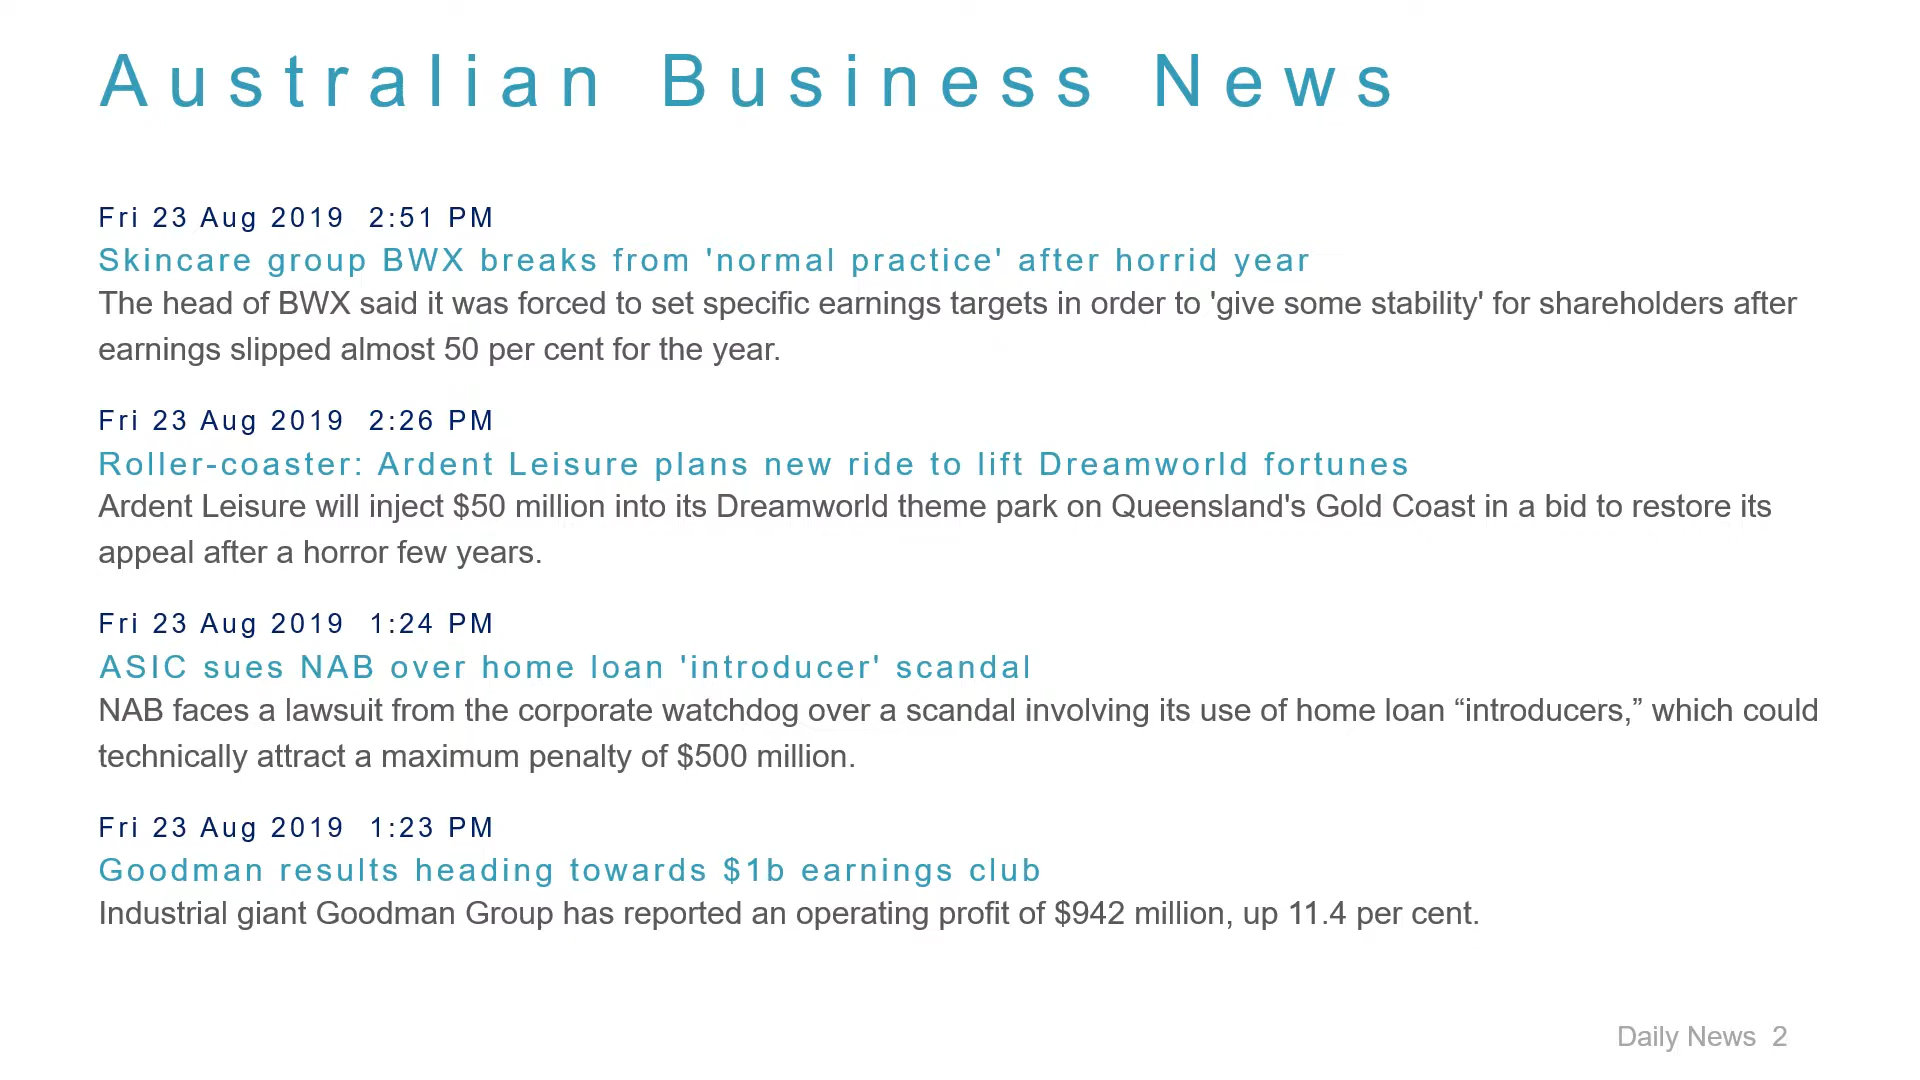 Australian Business News
Fri 23 Aug 2019  2:51 PM
Skincare group BWX breaks from 'normal practice' after horrid year
The head of BWX said it was forced to set specific earnings targets in order to 'give some stability' for shareholders after
earnings slipped almost 50 per cent for the year.
Fri 23 Aug 2019  2:26 PM
Roller-coaster: Ardent Leisure plans new ride to lift Dreamworld fortunes
Ardent Leisure will inject $50 million into its Dreamworld theme park on Queensland's Gold Coast in a bid to restore its
appeal after a horror few years.
Fri 23 Aug 2019  1:24 PM
ASIC sues NAB over home loan 'introducer' scandal
NAB faces a lawsuit from the corporate watchdog over a scandal involving its use of home loan “introducers,” which could
technically attract a maximum penalty of $500 million.
Fri 23 Aug 2019  1:23 PM
Goodman results heading towards $1b earnings club
Industrial giant Goodman Group has reported an operating profit of $942 million, up 11.4 per cent.
Daily News  2